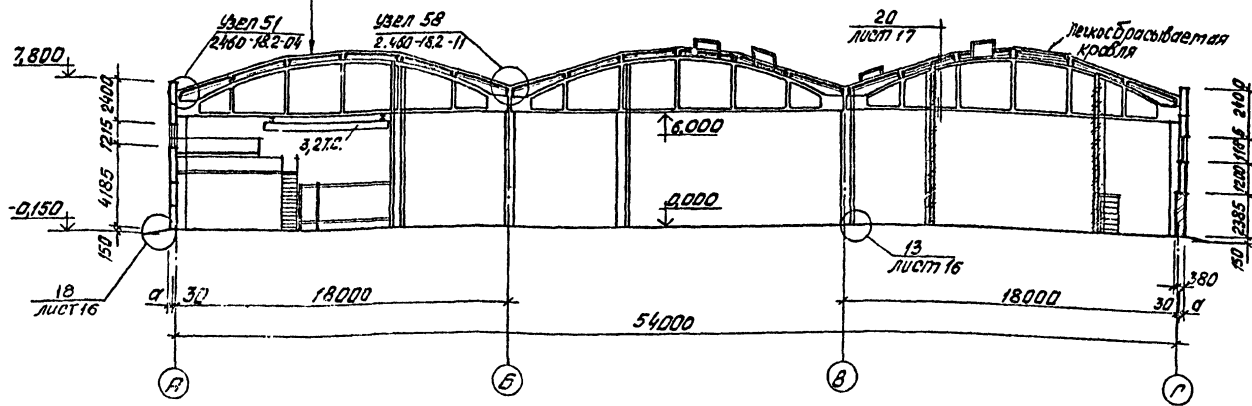 Узел 51
2.460-18.2-04
Узел 58
2.460-18.2-11
20
лист 17
легкосбрасываемая
кровля
7,800
2400
1215
4185
150
-0,150
3,2 т.с.
6.000
0,000
2400
1185
1200
2385
150
18
лист 16
13
лист 16
а
30
18000
18000
380
30
а
54000
А
Б
В
Г